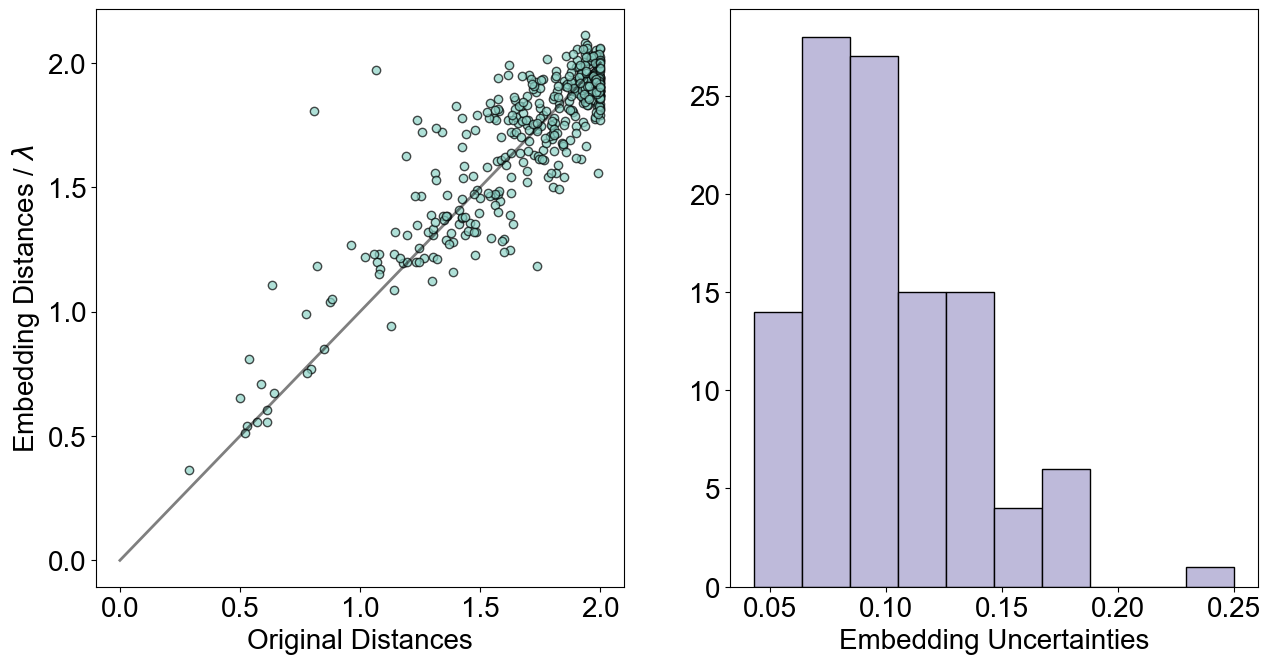 2.0
1.5
1.0
0.5
0.0
Embedding Distances / λ
0.0 0.5 1.0 1.5 2.0
Original Distances
25
20
15
10
5
0
0.05 0.10 0.15 0.20 0.25
Embedding Uncertainties